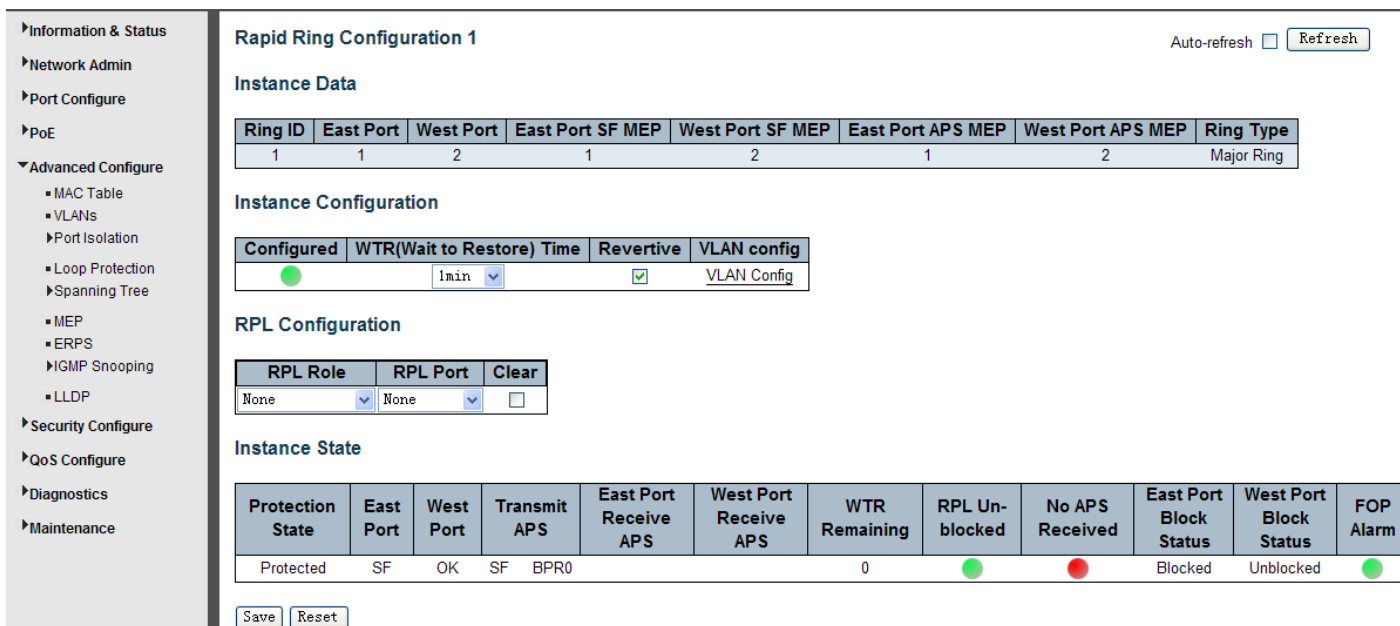 Information & Status
Network Admin
Port Configure
PoE
Advanced Configure
MAC Table
VLANs
Port Isolation
Loop Protection
Spanning Tree
MEP
ERPS
IGMP Snooping
LLDP
Security Configure
QoS Configure
Diagnostics
Maintenance
Rapid Ring Configuration 1
Auto-refresh Refresh
Instance Data
Ring ID East Port West Port East Port SF MEP West Port SF MEP East Port APS MEP West Port APS MEP Ring Type
1 1 2 1 2 1 2 Major Ring
Instance Configuration
Configured WTR(Wait to Restore) Time Revertive VLAN config
1min VLAN Config
RPL Configuration
RPL Role RPL Port Clear
None None
Instance State
Protection State East Port West Port Transmit APS East Port Receive APS West Port Receive APS WTR Remaining RPL Un-blocked No APS Received East Port Block Status West Port Block Status FOP Alarm
Protected SF OK SF BPR0 0 Blocked Unblocked
Save Reset